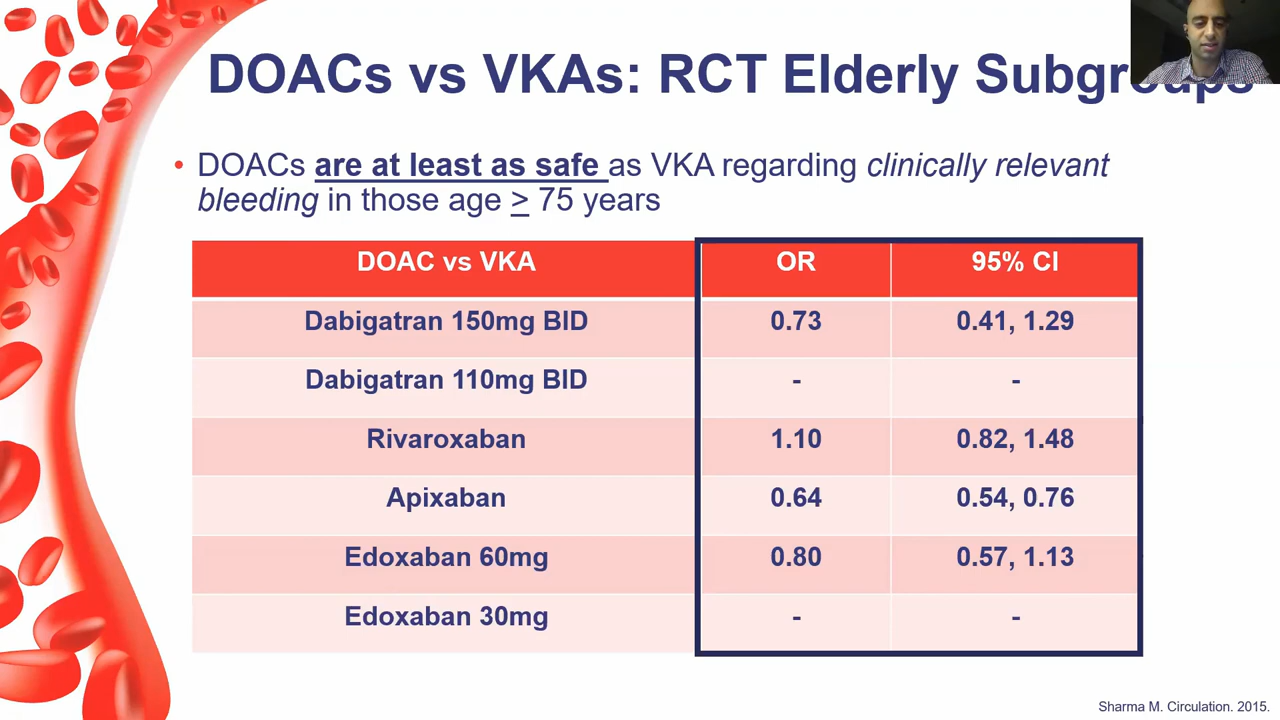 DOACs vs VKAs: RCT Elderly Subgroups
• DOACs are at least as safe as VKA regarding clinically relevant
bleeding in those age > 75 years
DOAC vs VKA OR 95% CI
Dabigatran 150mg BID 0.73 0.41, 1.29
Dabigatran 110mg BID - -
Rivaroxaban 1.10 0.82, 1.48
Apixaban 0.64 0.54, 0.76
Edoxaban 60mg 0.80 0.57, 1.13
Edoxaban 30mg - -
Sharma M. Circulation. 2015.